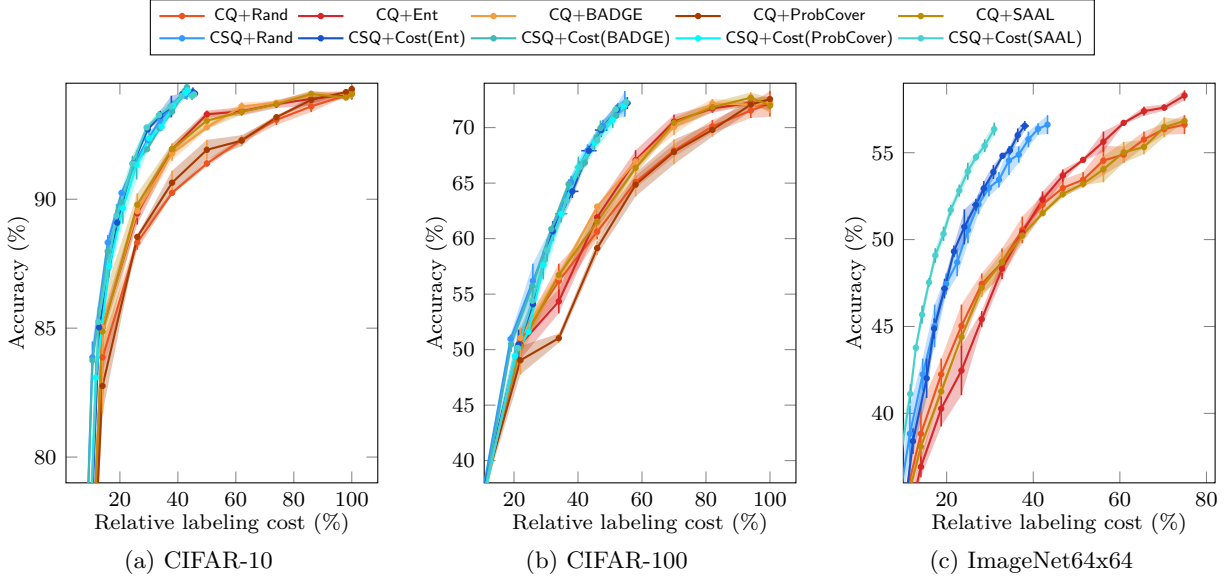 CQ+Rand CQ+Ent CQ+BADGE CQ+ProbCover CQ+SAAL
CSQ+Rand CSQ+Cost(Ent) CSQ+Cost(BADGE) CSQ+Cost(ProbCover) CSQ+Cost(SAAL)
Accuracy (%)
90
85
80
20 40 60 80 100
Relative labeling cost (%)
(a) CIFAR-10
Accuracy (%)
70
65
60
55
50
45
40
20 40 60 80 100
Relative labeling cost (%)
(b) CIFAR-100
Accuracy (%)
55
50
45
40
20 40 60 80
Relative labeling cost (%)
(c) ImageNet64x64